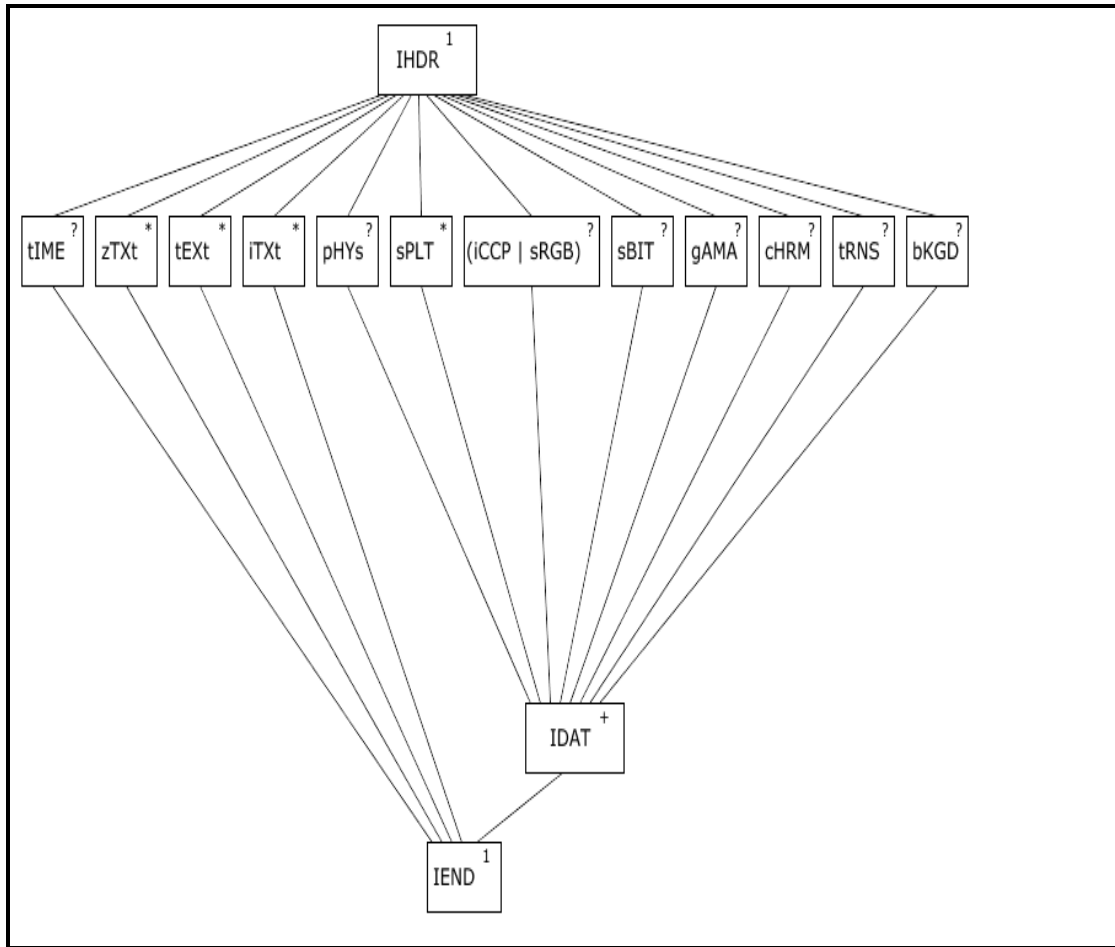 1
IHDR
? * * * ? * ? ? ? ? ? ?
tIME zTXt tEXt iTXt pHYs sPLT (iCCP | sRGB) sBIT gAMA cHRM tRNS bKGD
+
IDAT
1
IEND